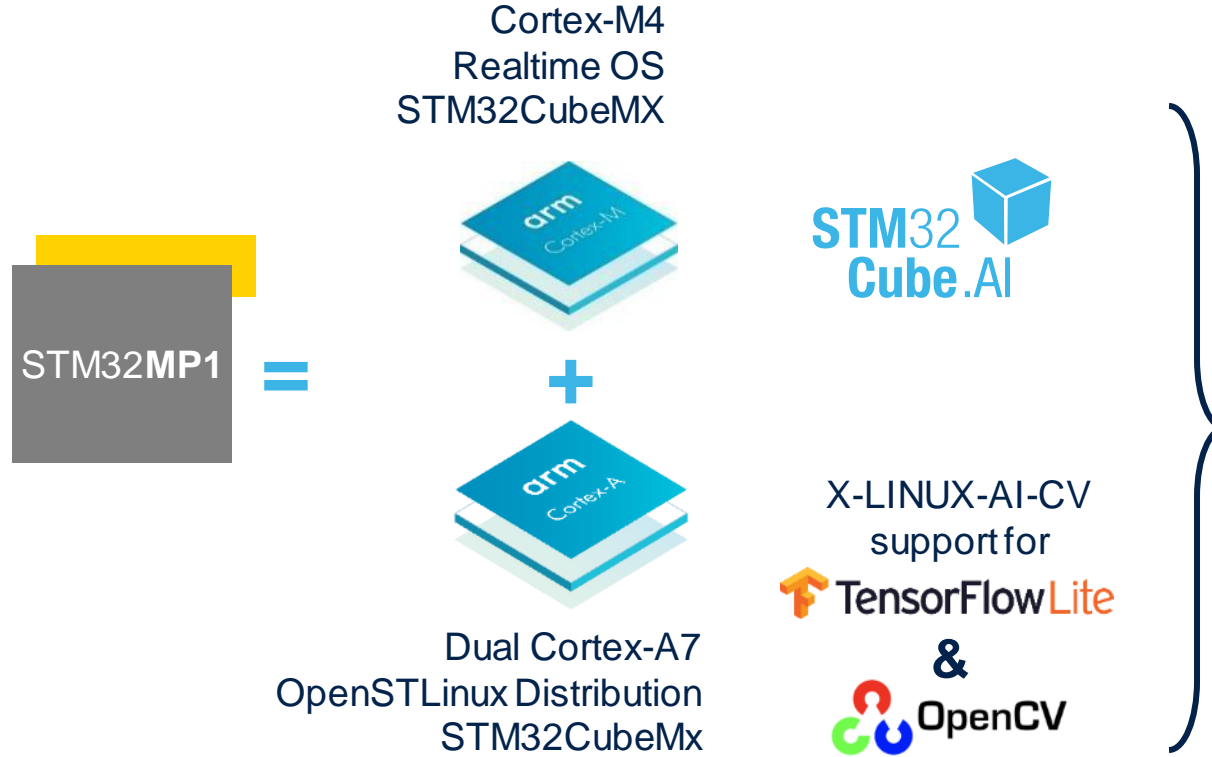 Cortex-M4
Realtime OS
STM32CubeMX
arm
Cortex-M
STM32
Cube.AI
STM32MP1
=
+
arm
Cortex-A
X-LINUX-AI-CV
support for
TensorFlow Lite
&
OpenCV
Dual Cortex-A7
OpenSTLinux Distribution
STM32CubeMx